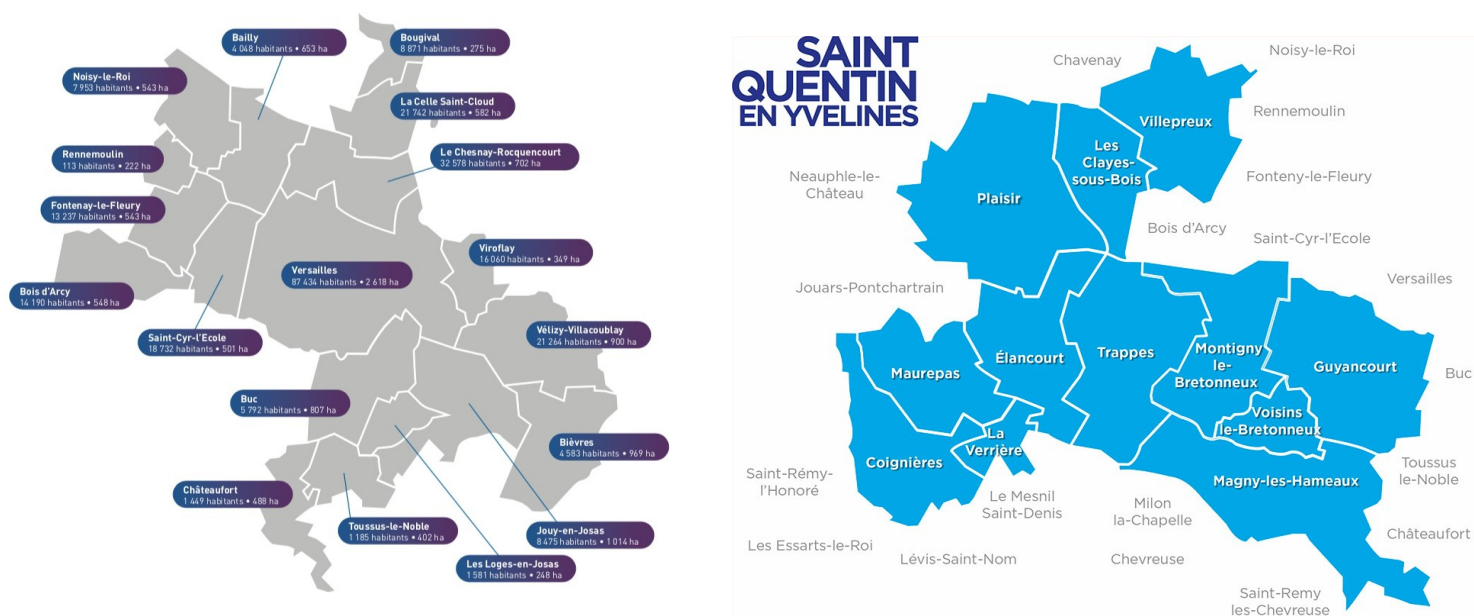 Bailly
4 048 habitants • 653 ha
Bougival
8 871 habitants • 275 ha
Noisy-le-Roi
7 953 habitants • 543 ha
La Celle Saint-Cloud
21 742 habitants • 582 ha
Rennemoulin
113 habitants • 222 ha
Le Chesnay-Rocquencourt
32 578 habitants • 702 ha
Fontenay-le-Fleury
13 237 habitants • 543 ha
Viroflay
16 060 habitants • 349 ha
Versailles
87 434 habitants • 2 618 ha
Bois d'Arcy
14 190 habitants • 548 ha
Saint-Cyr-l'Ecole
18 732 habitants • 501 ha
Vélizy-Villacoublay
21 264 habitants • 900 ha
Buc
5 792 habitants • 807 ha
Bièvres
4 583 habitants • 969 ha
Châteaufort
1 449 habitants • 488 ha
Toussus-le-Noble
1 185 habitants • 402 ha
Jouy-en-Josas
8 475 habitants • 1 014 ha
Les Loges-en-Josas
1 581 habitants • 248 ha
SAINT
QUENTIN
EN YVELINES
Chavenay
Noisy-le-Roi
Villepreux
Rennemoulin
Les
Clayes-
sous-Bois
Neauphle-le-
Château
Plaisir
Fonteny-le-Fleury
Bois d'Arcy
Saint-Cyr-l'Ecole
Jouars-Pontchartrain
Versailles
Maurepas
Élancourt
Trappes
Montigny
le-
Bretonneux
Guyancourt
Buc
Voisins
le-Bretonneux
Coignières
La
Verrière
Magny-les-Hameaux
Toussus
le-Noble
Saint-Rémy-
l'Honoré
Le Mesnil
Saint-Denis
Milon
la-Chapelle
Châteaufort
Les Essarts-le-Roi
Lévis-Saint-Nom
Chevreuse
Saint-Remy
les-Chevreuse